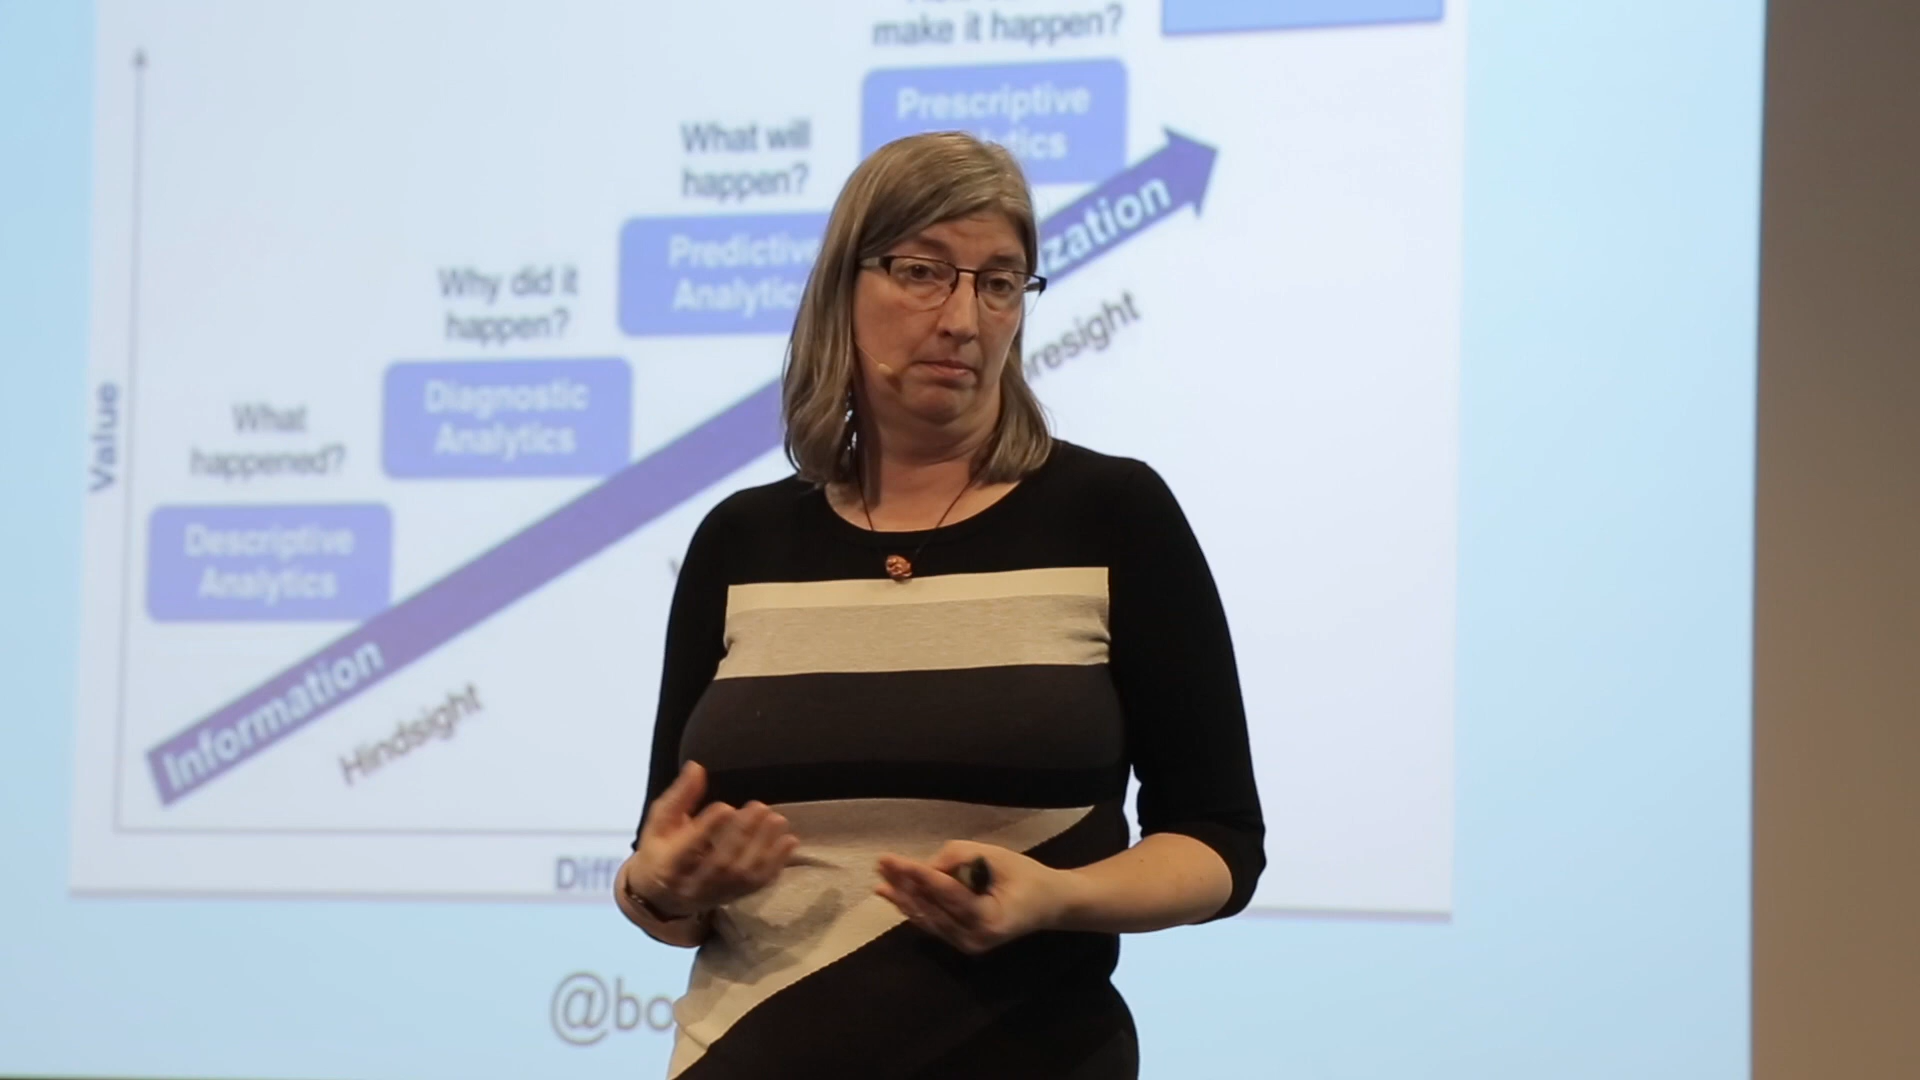 make it happen?
Prescriptive
What will
happen?
Predictive
Analytic
Why did it
happen?
Diagnostic
Analytics
What
happened?
Descriptive
Analytics
Value
Information
zation
Hindsight
resight
Diff
@bo